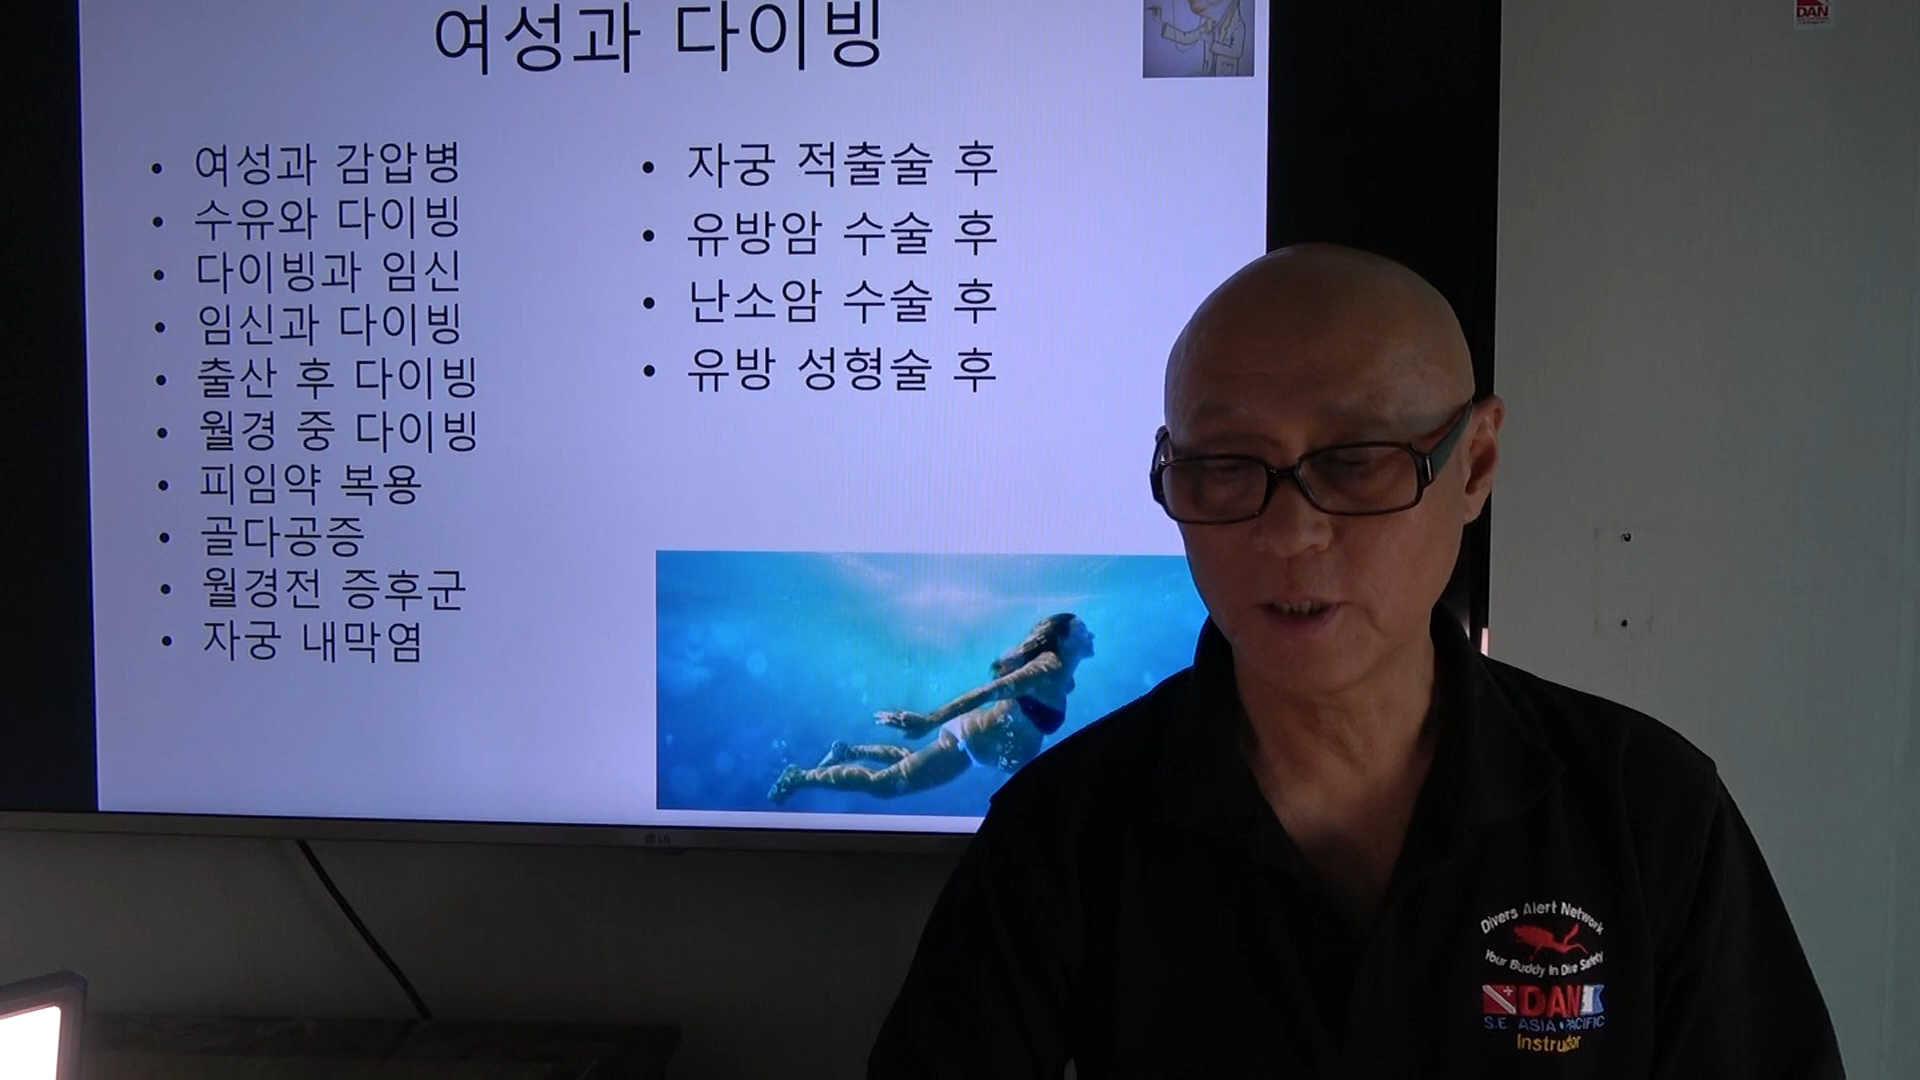 여성과 다이빙
• 여성과 감압병
• 수유와 다이빙
• 다이빙과 임신
• 임신과 다이빙
• 출산 후 다이빙
• 월경 중 다이빙
• 피임약 복용
• 골다공증
• 월경전 증후군
• 자궁 내막염
• 자궁 적출술 후
• 유방암 수술 후
• 난소암 수술 후
• 유방 성형술 후
LG
DAN
Divers Alert Network
Your Buddy In Dive Safety
DAN
S.E. ASIA PACIFIC
Instructor